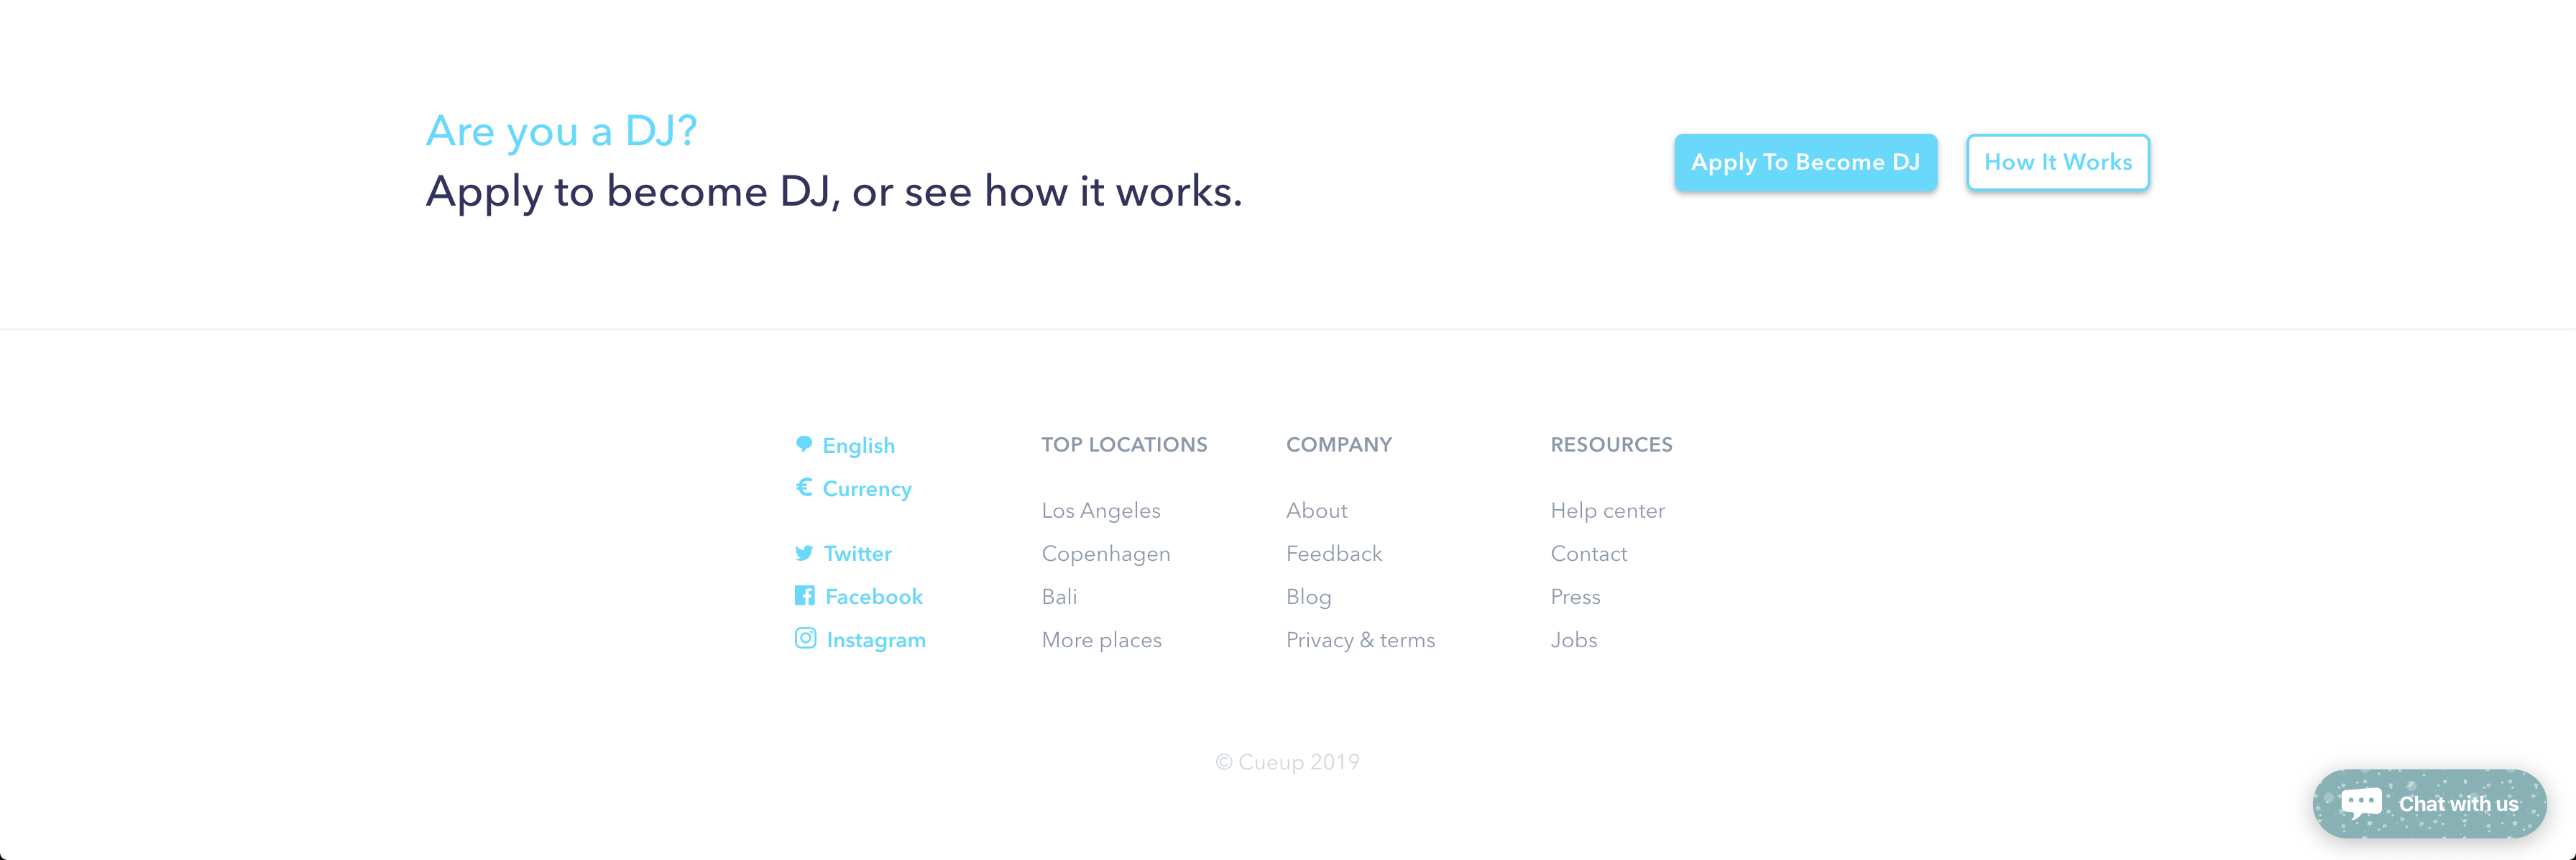 Are you a DJ?
Apply to become DJ, or see how it works.
Apply To Become DJ
How It Works
English
Currency
Twitter
Facebook
Instagram
TOP LOCATIONS
Los Angeles
Copenhagen
Bali
More places
COMPANY
About
Feedback
Blog
Privacy & terms
RESOURCES
Help center
Contact
Press
Jobs
© Cueup 2019
Chat with us